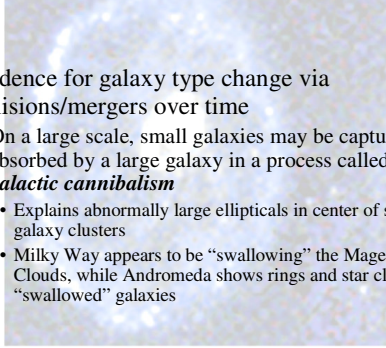 dence for galaxy type change via
lisions/mergers over time
On a large scale, small galaxies may be captu
bsorbed by a large galaxy in a process called
alactic cannibalism
• Explains abnormally large ellipticals in center of s
galaxy clusters
• Milky Way appears to be “swallowing” the Mage
Clouds, while Andromeda shows rings and star cl
“swallowed” galaxies